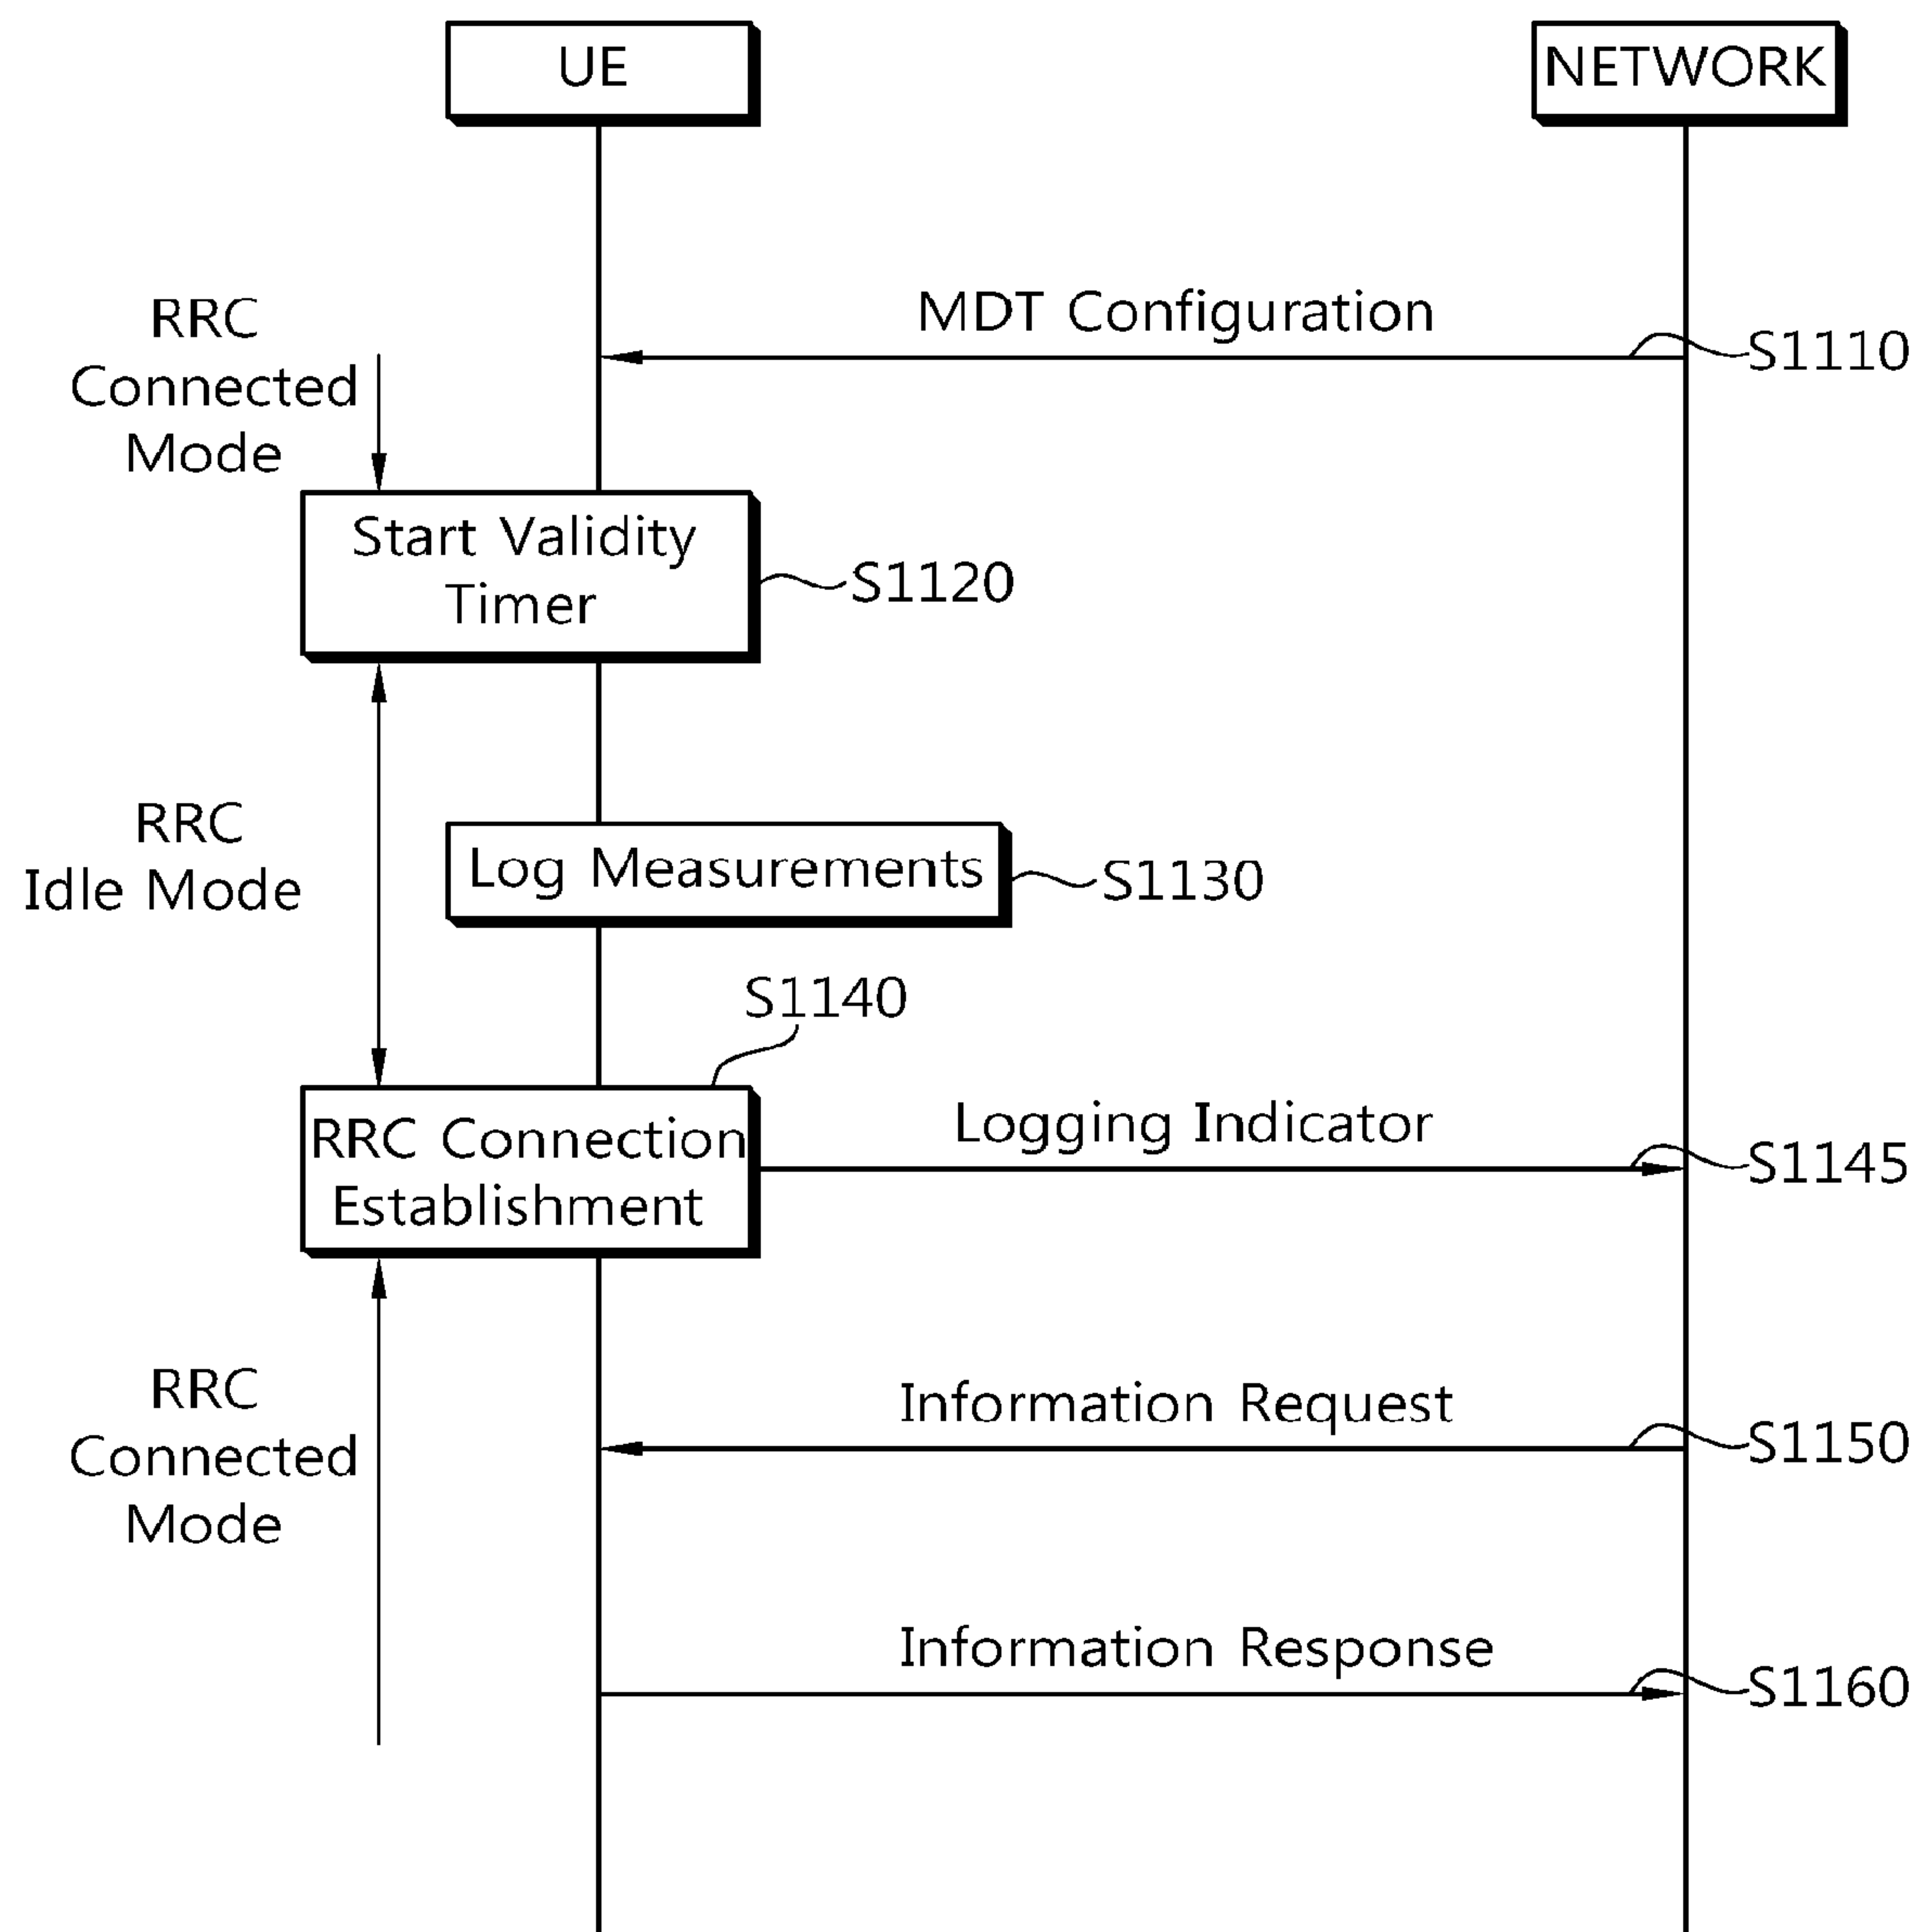 UE
NETWORK
MDT Configuration
S1110
RRC
Connected
Mode
Start Validity
Timer
S1120
RRC
Idle Mode
Log Measurements
S1130
S1140
RRC Connection
Establishment
Logging Indicator
S1145
RRC
Connected
Mode
Information Request
S1150
Information Response
S1160